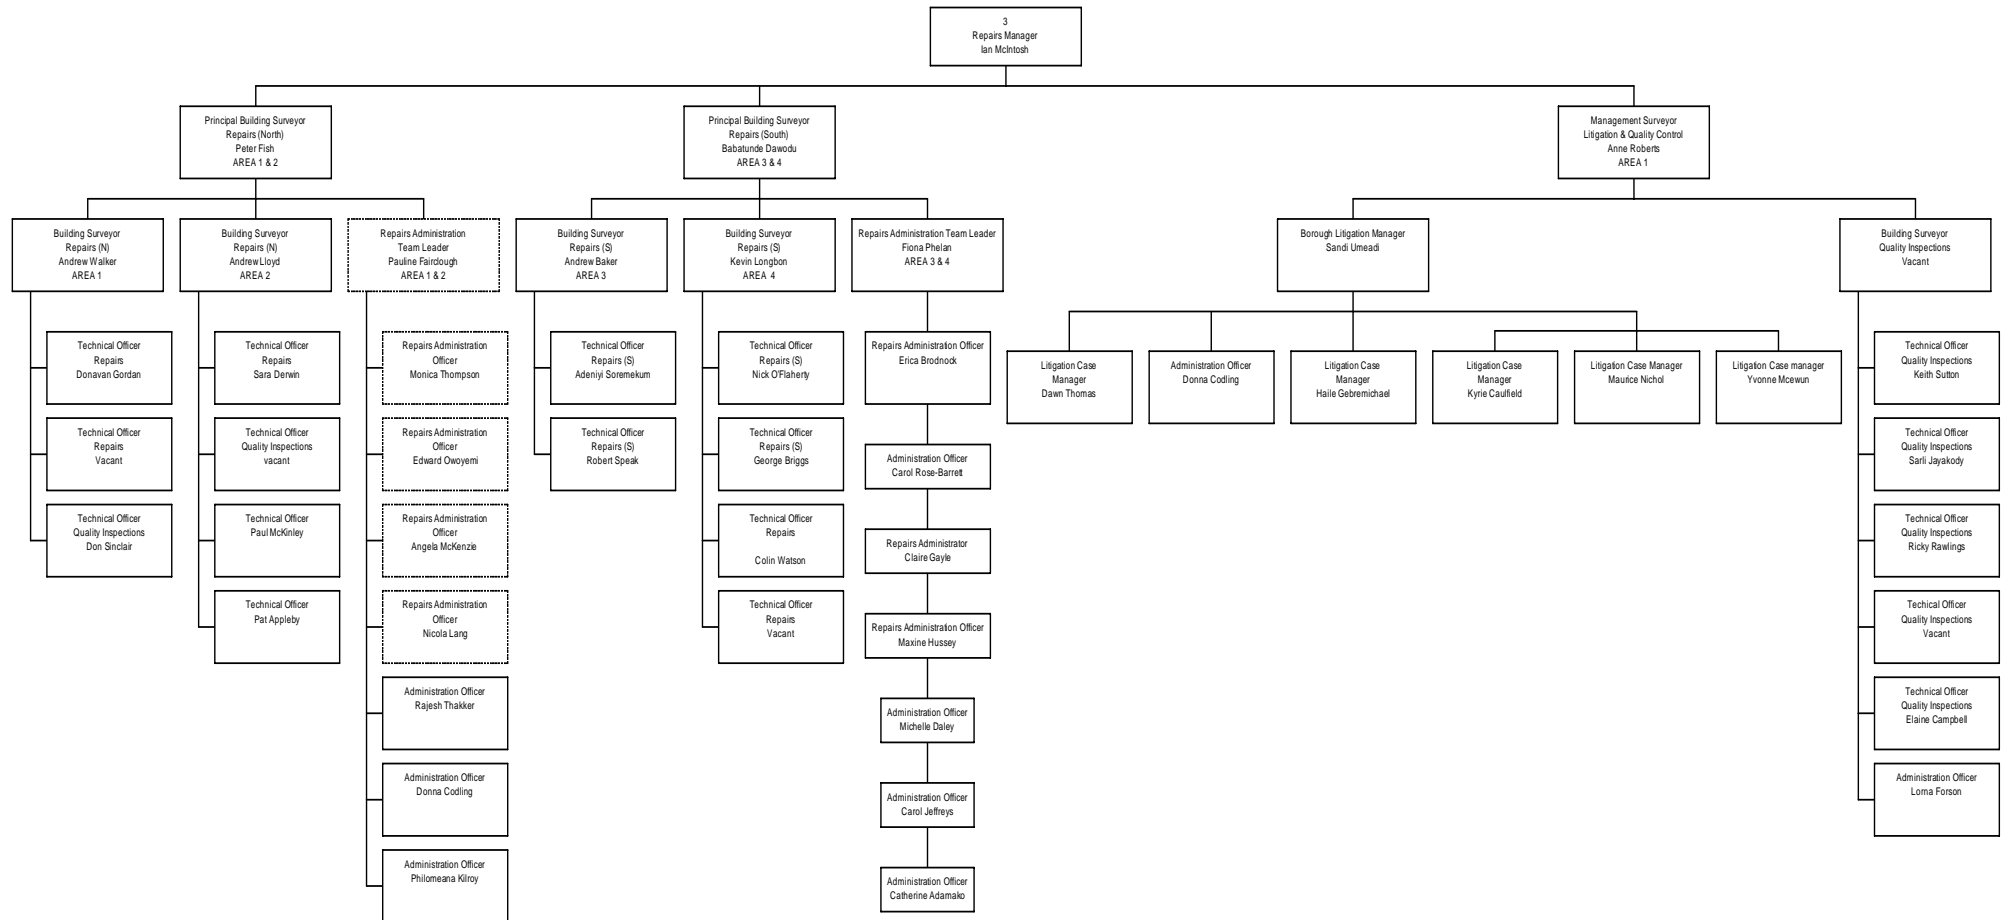 3
Repairs Manager
Ian McIntosh
Principal Building Surveyor
Repairs (North)
Peter Fish
AREA 1 & 2
Principal Building Surveyor
Repairs (South)
Babatunde Dawodu
AREA 3 & 4
Management Surveyor
Litigation & Quality Control
Anne Roberts
AREA 1
Building Surveyor
Repairs (N)
Andrew Walker
AREA 1
Building Surveyor
Repairs (N)
Andrew Lloyd
AREA 2
Repairs Administration
Team Leader
Pauline Fairclough
AREA 1 & 2
Building Surveyor
Repairs (S)
Andrew Baker
AREA 3
Building Surveyor
Repairs (S)
Kevin Longbon
AREA 4
Repairs Administration Team Leader
Fiona Phelan
AREA 3 & 4
Borough Litigation Manager
Sandi Umeadi
Building Surveyor
Quality Inspections
Vacant
Technical Officer
Repairs
Donavan Gordan
Technical Officer
Repairs
Vacant
Technical Officer
Quality Inspections
Don Sinclair
Technical Officer
Repairs
Sara Derwin
Technical Officer
Quality Inspections
vacant
Technical Officer
Paul McKinley
Technical Officer
Pat Appleby
Repairs Administration
Officer
Monica Thompson
Repairs Administration
Officer
Edward Owoyemi
Repairs Administration
Officer
Angela McKenzie
Repairs Administration
Officer
Nicola Lang
Administration Officer
Rajesh Thakker
Administration Officer
Donna Codling
Administration Officer
Philomeana Kilroy
Technical Officer
Repairs (S)
Adeniyi Soremekum
Technical Officer
Repairs (S)
Robert Speak
Technical Officer
Repairs (S)
Nick O'Flaherty
Technical Officer
Repairs (S)
George Briggs
Technical Officer
Repairs
Colin Watson
Technical Officer
Repairs
Vacant
Repairs Administration Officer
Erica Brodnock
Administration Officer
Carol Rose-Barrett
Repairs Administrator
Claire Gayle
Repairs Administration Officer
Maxine Hussey
Administration Officer
Michelle Daley
Administration Officer
Carol Jeffreys
Administration Officer
Catherine Adamako
Litigation Case
Manager
Dawn Thomas
Administration Officer
Donna Codling
Litigation Case
Manager
Haile Gebremichael
Litigation Case
Manager
Kyrie Caulfield
Litigation Case Manager
Maurice Nichol
Litigation Case manager
Yvonne Mcewun
Technical Officer
Quality Inspections
Keith Sutton
Technical Officer
Quality Inspections
Sarli Jayakody
Technical Officer
Quality Inspections
Ricky Rawlings
Techical Officer
Quality Inspections
Vacant
Technical Officer
Quality Inspections
Elaine Campbell
Administration Officer
Lorna Forson